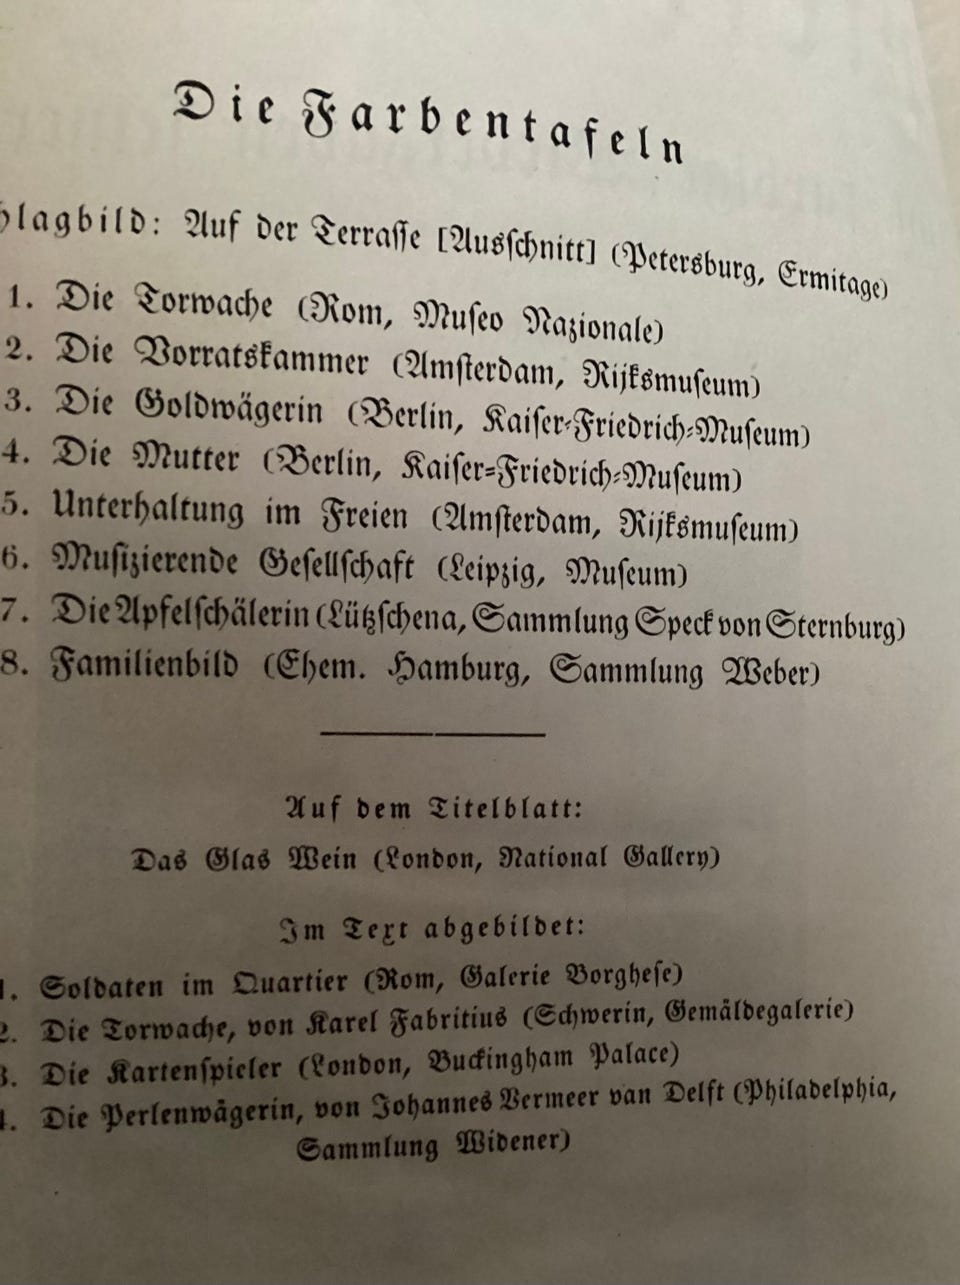 Die Farbentafeln
hlagbild: Auf der Terrasse [Ausschnitt] (Petersburg, Ermitage)
1. Die Torwache (Rom, Museo Nazionale)
2. Die Vorratskammer (Amsterdam, Rijksmuseum)
3. Die Goldwägerin (Berlin, Kaiser-Friedrich-Museum)
4. Die Mutter (Berlin, Kaiser-Friedrich-Museum)
5. Unterhaltung im Freien (Amsterdam, Rijksmuseum)
6. Musizierende Gesellschaft (Leipzig, Museum)
7. Die Apfelschälerin (Lützschena, Sammlung Speck von Sternburg)
8. Familienbild (Ehem. Hamburg, Sammlung Weber)
Auf dem Titelblatt:
Das Glas Wein (London, National Gallery)
Im Text abgebildet:
1. Soldaten im Quartier (Rom, Galerie Borghese)
2. Die Torwache, von Karel Fabritius (Schwerin, Gemäldegalerie)
3. Die Kartenspieler (London, Buckingham Palace)
4. Die Perlenwägerin, von Johannes Vermeer van Delft (Philadelphia,
Sammlung Widener)